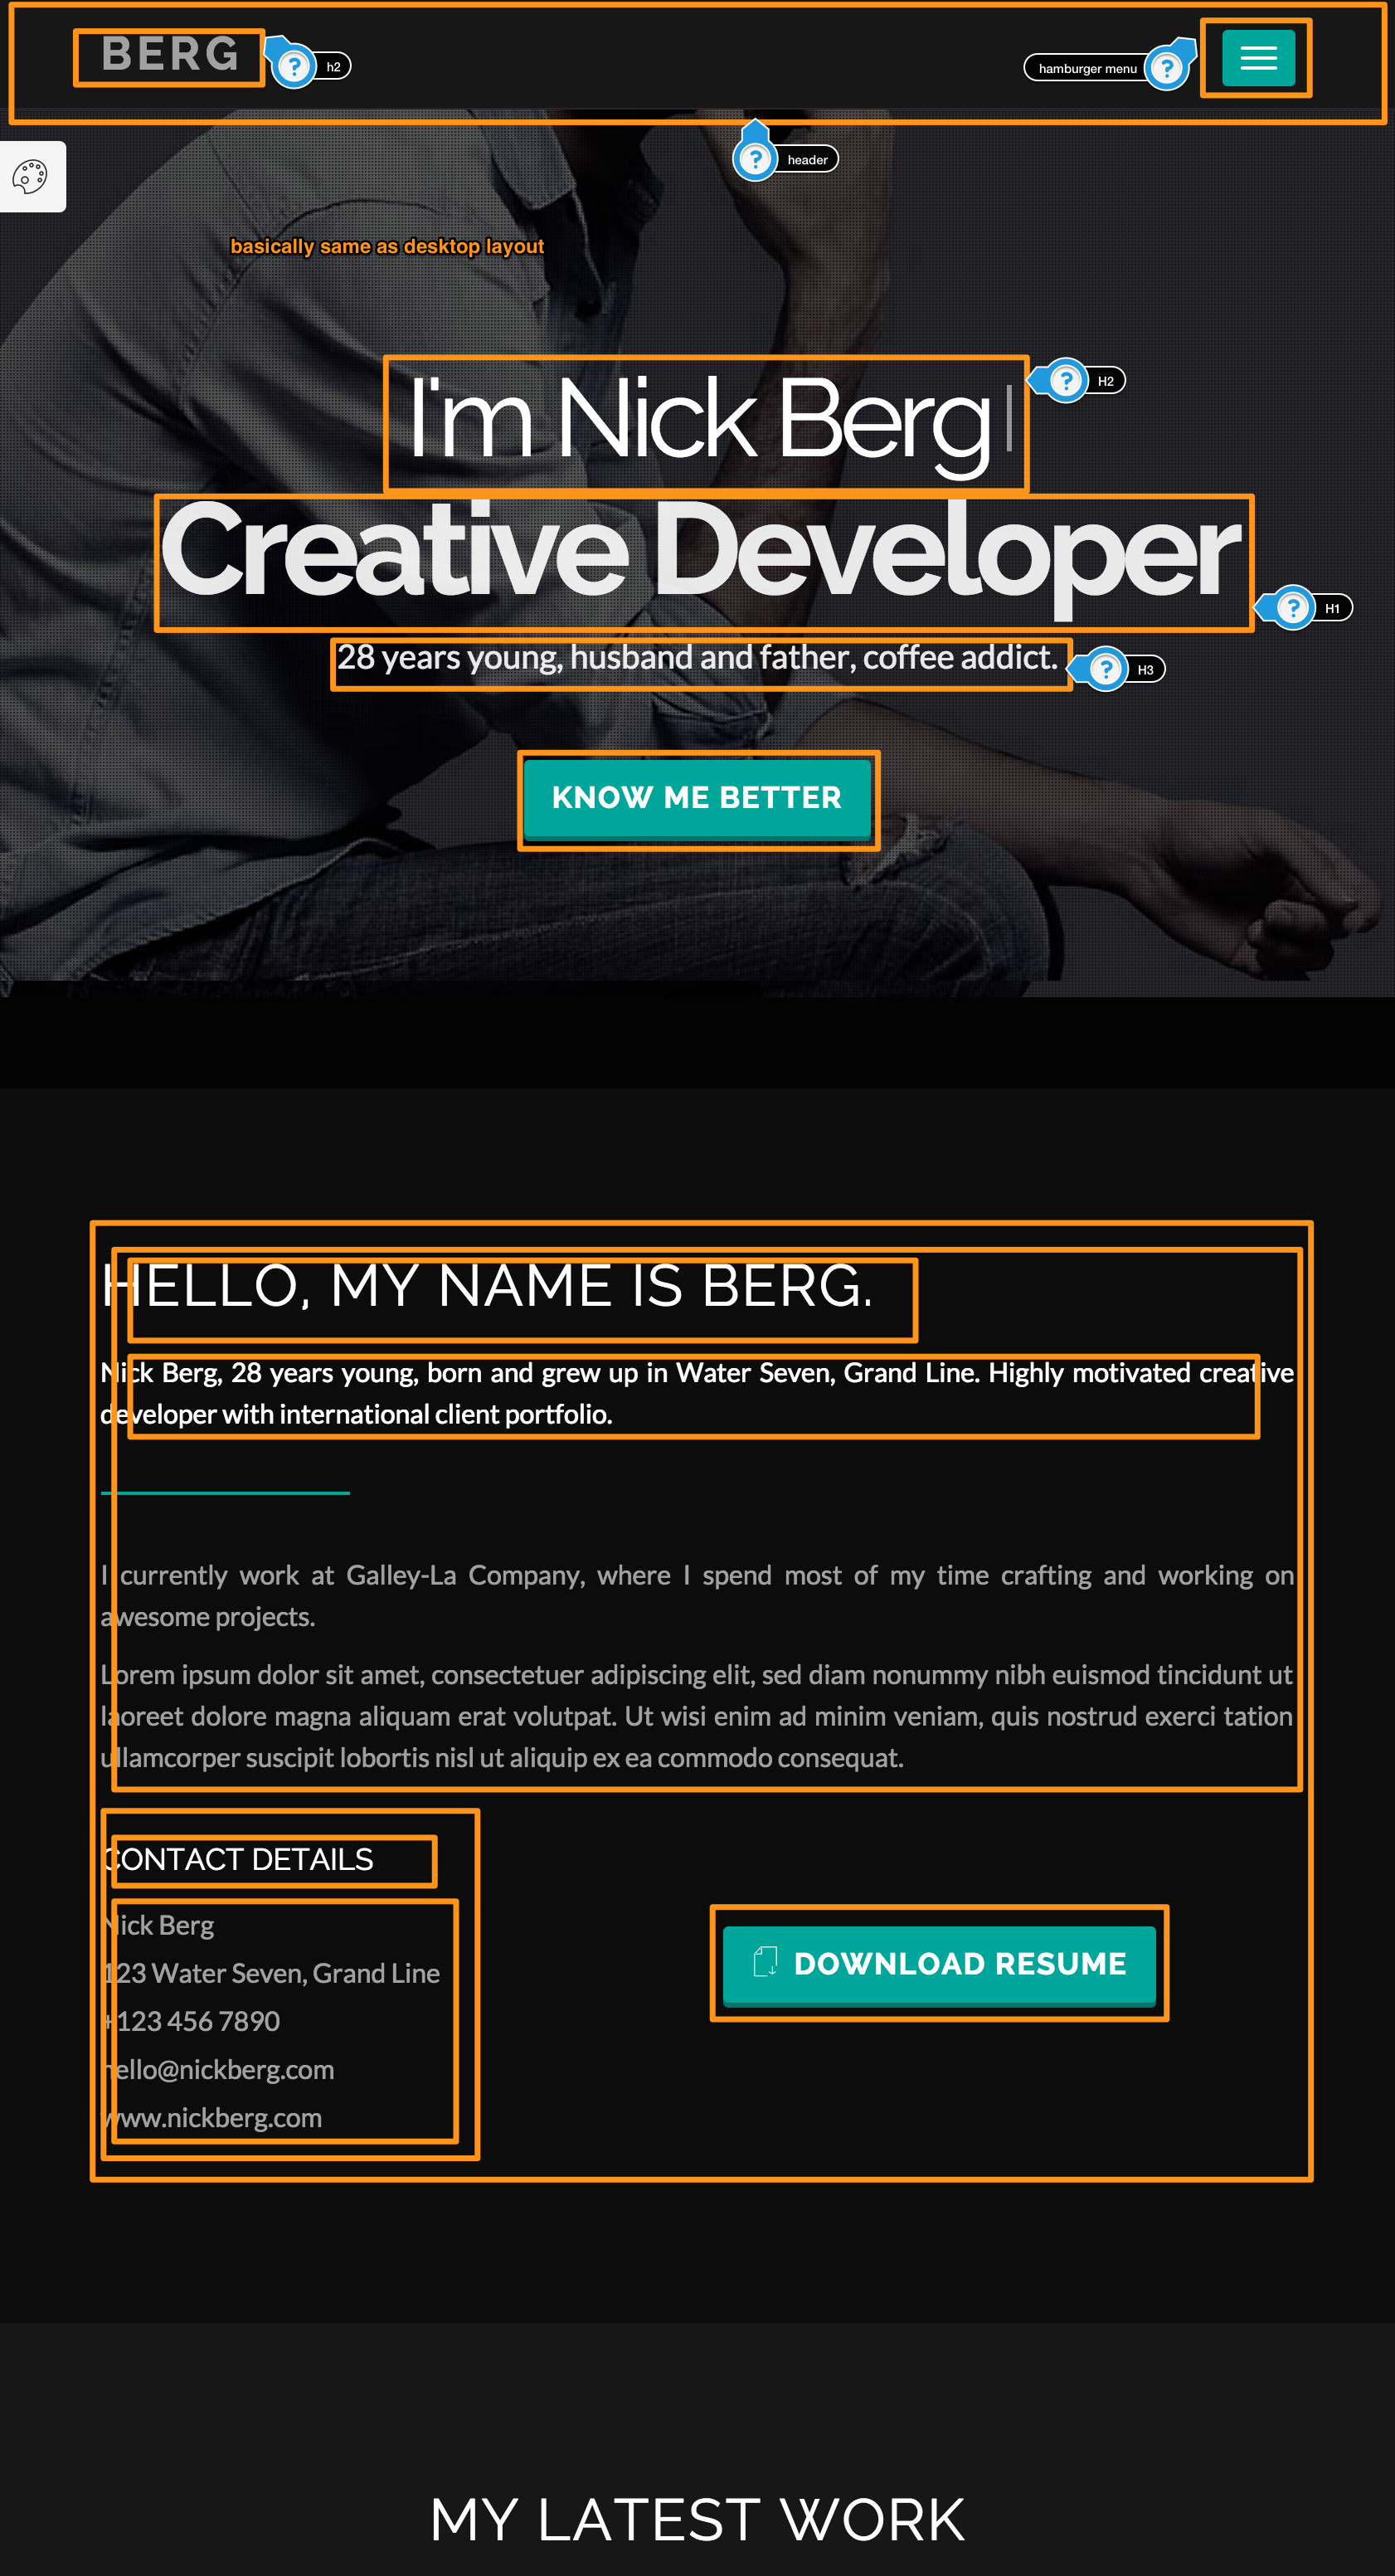 BERG
? h2
hamburger menu ?
? header
basically same as desktop layout
I'm Nick Berg
? H2
Creative Developer
? H1
28 years young, husband and father, coffee addict.
? H3
KNOW ME BETTER
HELLO, MY NAME IS BERG.
Nick Berg, 28 years young, born and grew up in Water Seven, Grand Line. Highly motivated creative
developer with international client portfolio.
I currently work at Galley-La Company, where I spend most of my time crafting and working on
awesome projects.
Lorem ipsum dolor sit amet, consectetuer adipiscing elit, sed diam nonummy nibh euismod tincidunt ut
laoreet dolore magna aliquam erat volutpat. Ut wisi enim ad minim veniam, quis nostrud exerci tation
ullamcorper suscipit lobortis nisl ut aliquip ex ea commodo consequat.
CONTACT DETAILS
Nick Berg
123 Water Seven, Grand Line
+123 456 7890
hello@nickberg.com
www.nickberg.com
DOWNLOAD RESUME
MY LATEST WORK